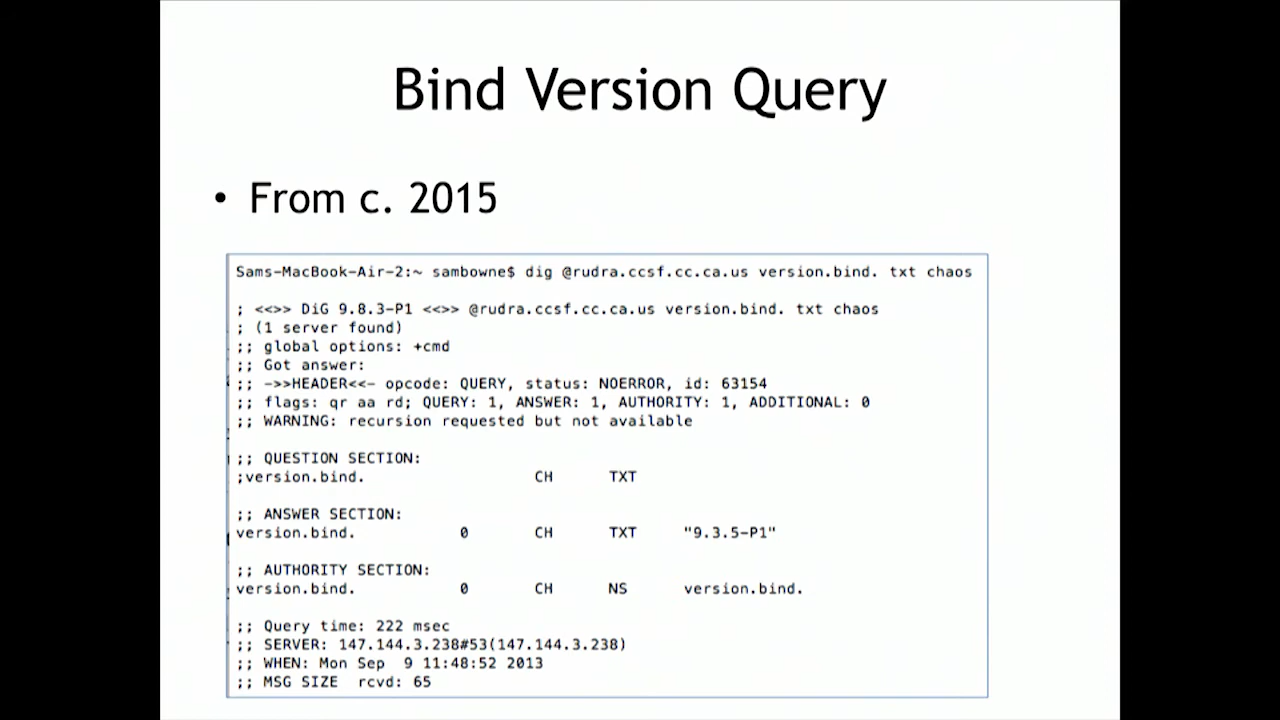 Bind Version Query
• From c. 2015
Sams-MacBook-Air-2:~ sambowne$ dig @rudra.ccsf.cc.ca.us version.bind. txt chaos
; <<>> DiG 9.8.3-P1 <<>> @rudra.ccsf.cc.ca.us version.bind. txt chaos
; (1 server found)
;; global options: +cmd
;; Got answer:
;; ->>HEADER<<- opcode: QUERY, status: NOERROR, id: 63154
;; flags: qr aa rd; QUERY: 1, ANSWER: 1, AUTHORITY: 1, ADDITIONAL: 0
;; WARNING: recursion requested but not available
;; QUESTION SECTION:
;version.bind. CH TXT
;; ANSWER SECTION:
version.bind. 0 CH TXT "9.3.5-P1"
;; AUTHORITY SECTION:
version.bind. 0 CH NS version.bind.
;; Query time: 222 msec
;; SERVER: 147.144.3.238#53(147.144.3.238)
;; WHEN: Mon Sep 9 11:48:52 2013
;; MSG SIZE rcvd: 65